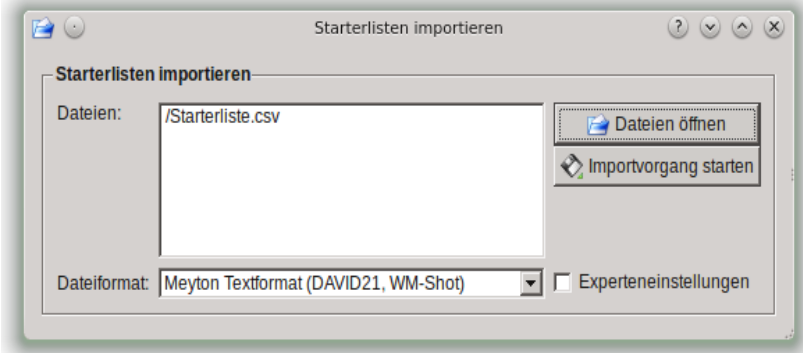 Starterlisten importieren
Starterlisten importieren
Dateien: /Starterliste.csv
Dateien öffnen
Importvorgang starten
Dateiformat: Meyton Textformat (DAVID21, WM-Shot) Experteneinstellungen